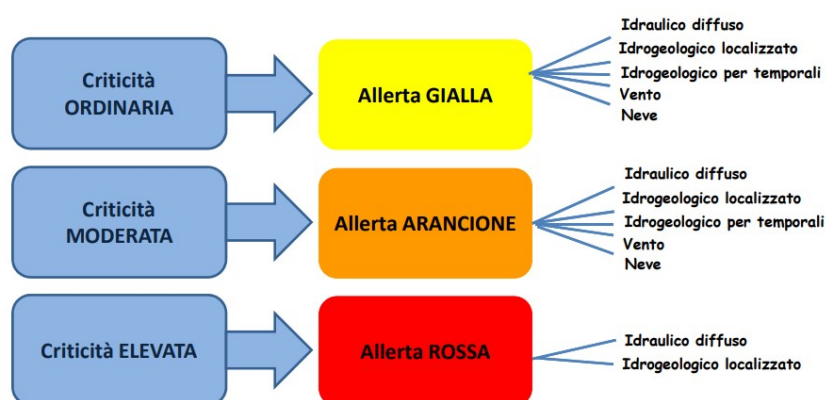 Criticità
ORDINARIA
Allerta GIALLA
Idraulico diffuso
Idrogeologico localizzato
Idrogeologico per temporali
Vento
Neve
Criticità
MODERATA
Allerta ARANCIONE
Idraulico diffuso
Idrogeologico localizzato
Idrogeologico per temporali
Vento
Neve
Criticità ELEVATA
Allerta ROSSA
Idraulico diffuso
Idrogeologico localizzato